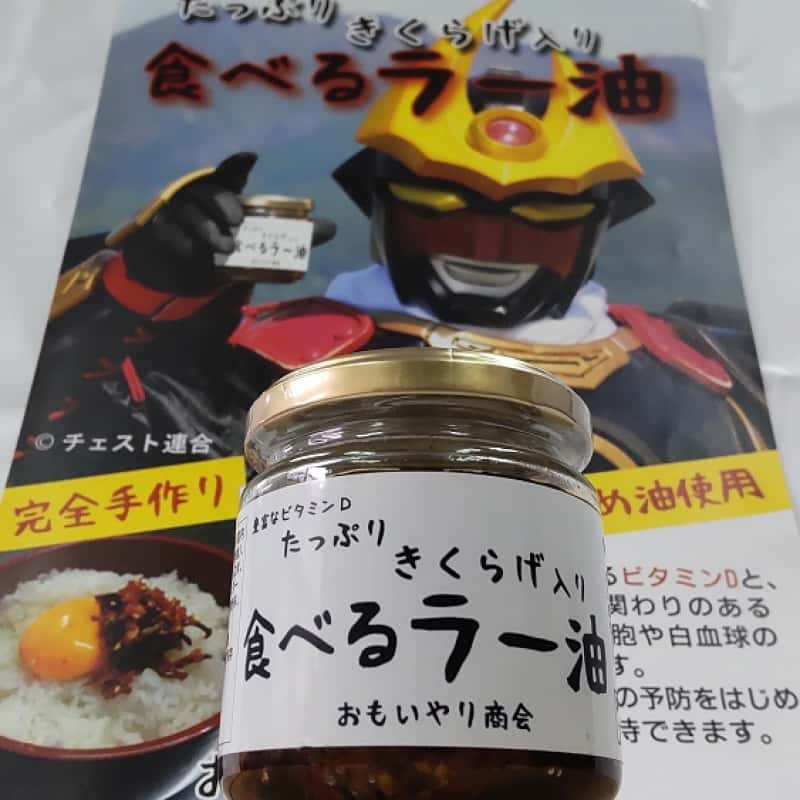 たっぷり
きくらげ入り
食べるラー油
食べるラー油
© チェスト連合
完全手作り
め油使用
豊富なビタミンD
たっぷり
きくらげ入り
食べるラー油
おもいやり商会
るビタミンDと、
関わりのある
胞や白血球の
す。
の予防をはじめ
待できます。
お